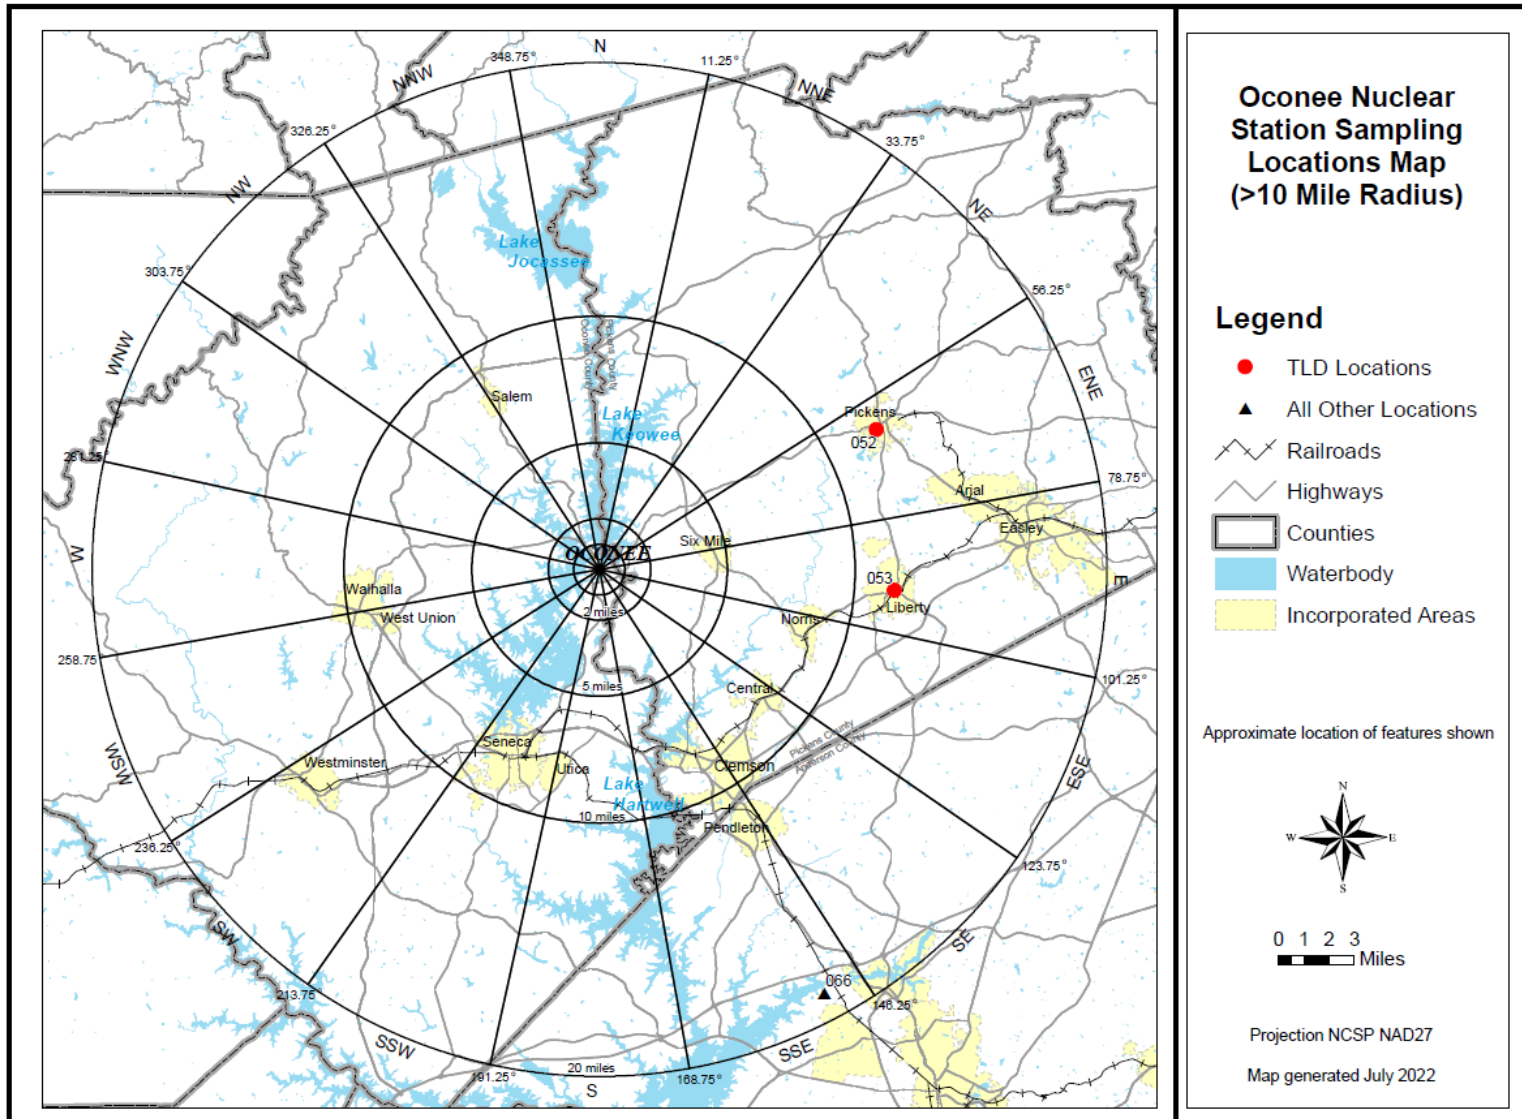 N
348.75°
11.25°
NNW
NNE
326.25°
33.75°
NW
NE
Lake
Jocassee
303.75°
56.25°
Oconee County
Pickens County
WNW
ENE
Salem
Lake
Keowee
Pickens
052
281.25°
78.75°
Arial
Easley
Six Mile
W
OCONEE
E
053
Walhalla
West Union
2 miles
Liberty
Norris
258.75
101.25°
5 miles
Central
Seneca
Pickens County
Anderson County
WSW
Westminster
Utica
Clemson
ESE
Lake
Hartwell
10 miles
Pendleton
236.25°
123.75°
SW
SE
066
213.75°
146.25°
SSW
SSE
20 miles
191.25°
S
168.75°
Oconee Nuclear
Station Sampling
Locations Map
(>10 Mile Radius)
Legend
TLD Locations
All Other Locations
Railroads
Highways
Counties
Waterbody
Incorporated Areas
Approximate location of features shown
N
W
E
S
0 1 2 3
Miles
Projection NCSP NAD27
Map generated July 2022